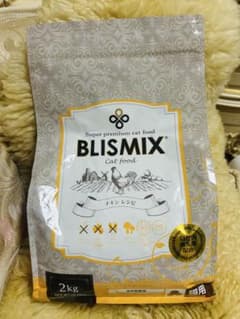 Super premium cat food
BLISMIX
Cat food
チキン レシピ
2kg